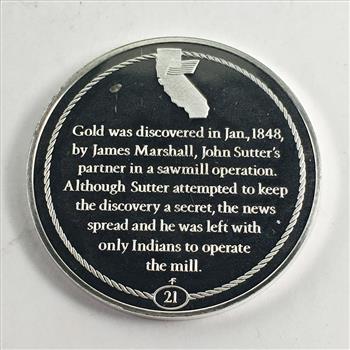 Gold was discovered in Jan., 1848,
by James Marshall, John Sutter's
partner in a sawmill operation.
Although Sutter attempted to keep
the discovery a secret, the news
spread and he was left with
only Indians to operate
the mill.
21